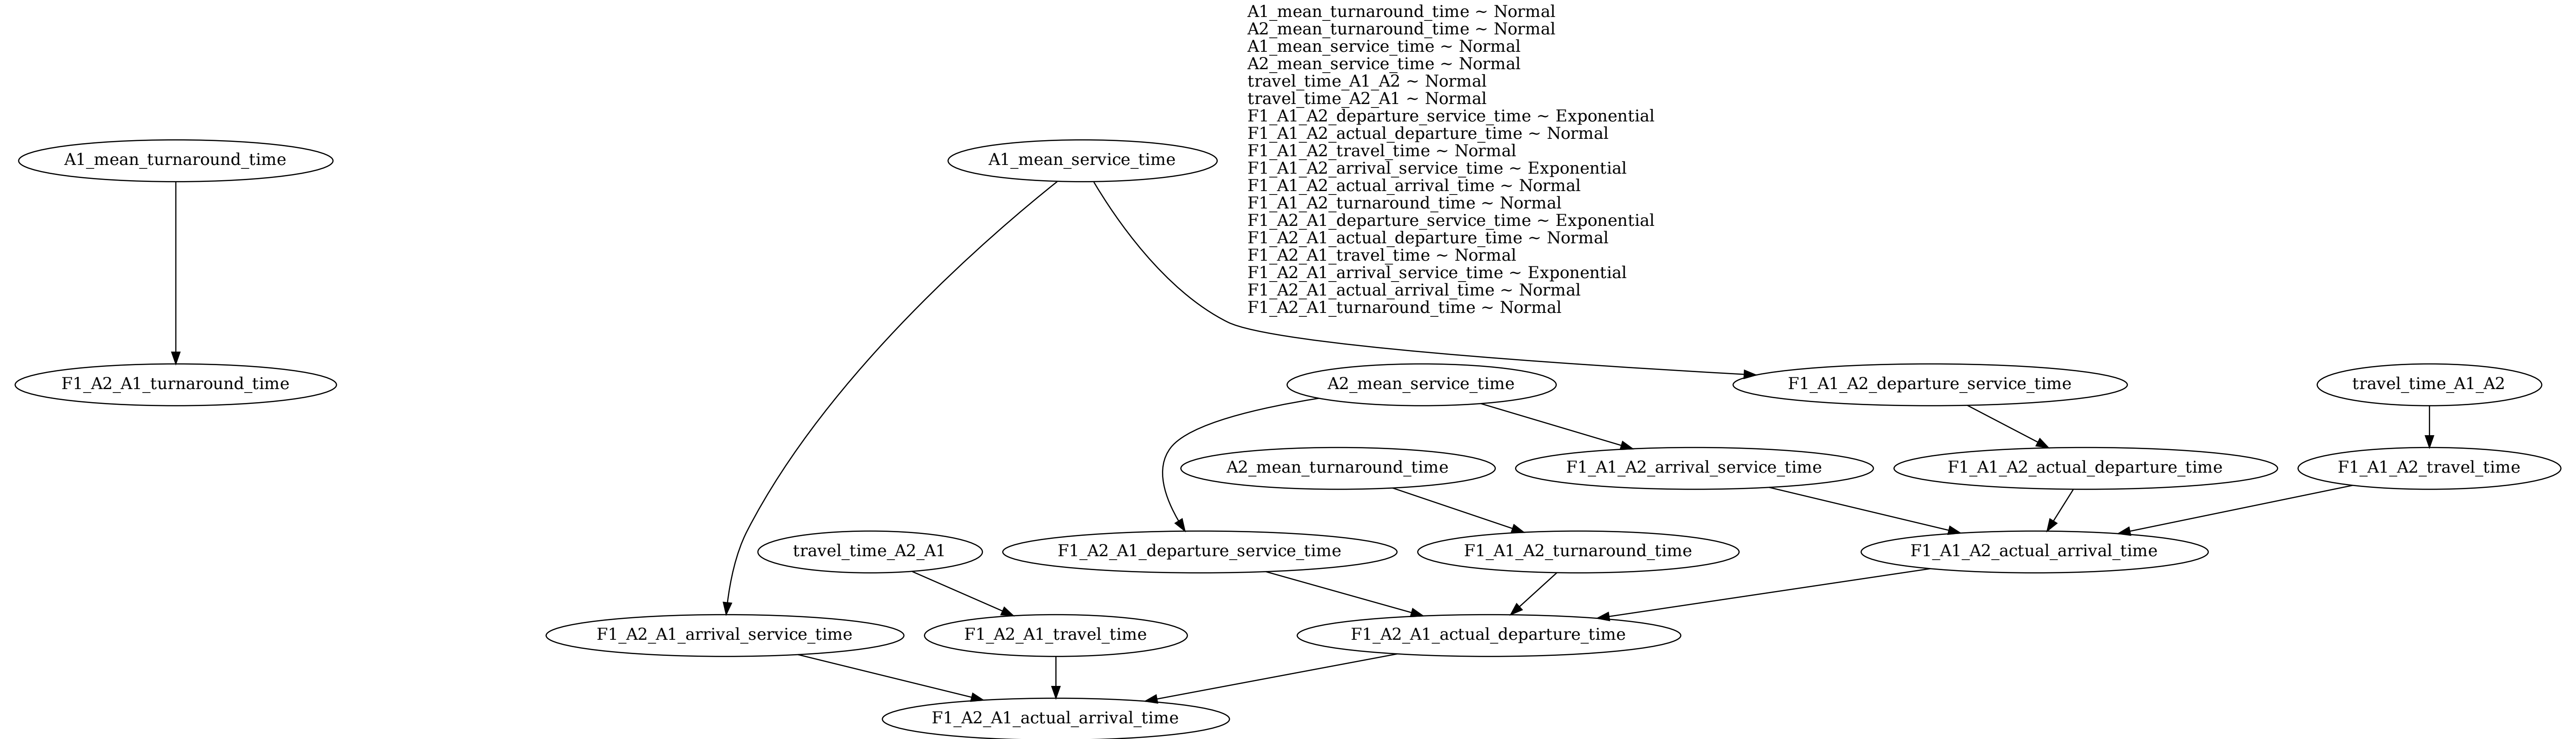 A1_mean_turnaround_time ~ Normal
A2_mean_turnaround_time ~ Normal
A1_mean_service_time ~ Normal
A2_mean_service_time ~ Normal
travel_time_A1_A2 ~ Normal
travel_time_A2_A1 ~ Normal
F1_A1_A2_departure_service_time ~ Exponential
F1_A1_A2_actual_departure_time ~ Normal
F1_A1_A2_travel_time ~ Normal
F1_A1_A2_arrival_service_time ~ Exponential
F1_A1_A2_actual_arrival_time ~ Normal
F1_A1_A2_turnaround_time ~ Normal
F1_A2_A1_departure_service_time ~ Exponential
F1_A2_A1_actual_departure_time ~ Normal
F1_A2_A1_travel_time ~ Normal
F1_A2_A1_arrival_service_time ~ Exponential
F1_A2_A1_actual_arrival_time ~ Normal
F1_A2_A1_turnaround_time ~ Normal
A1_mean_turnaround_time
A1_mean_service_time
F1_A2_A1_turnaround_time
A2_mean_service_time
F1_A1_A2_departure_service_time
travel_time_A1_A2
A2_mean_turnaround_time
F1_A1_A2_arrival_service_time
F1_A1_A2_actual_departure_time
F1_A1_A2_travel_time
travel_time_A2_A1
F1_A2_A1_departure_service_time
F1_A1_A2_turnaround_time
F1_A1_A2_actual_arrival_time
F1_A2_A1_arrival_service_time
F1_A2_A1_travel_time
F1_A2_A1_actual_departure_time
F1_A2_A1_actual_arrival_time